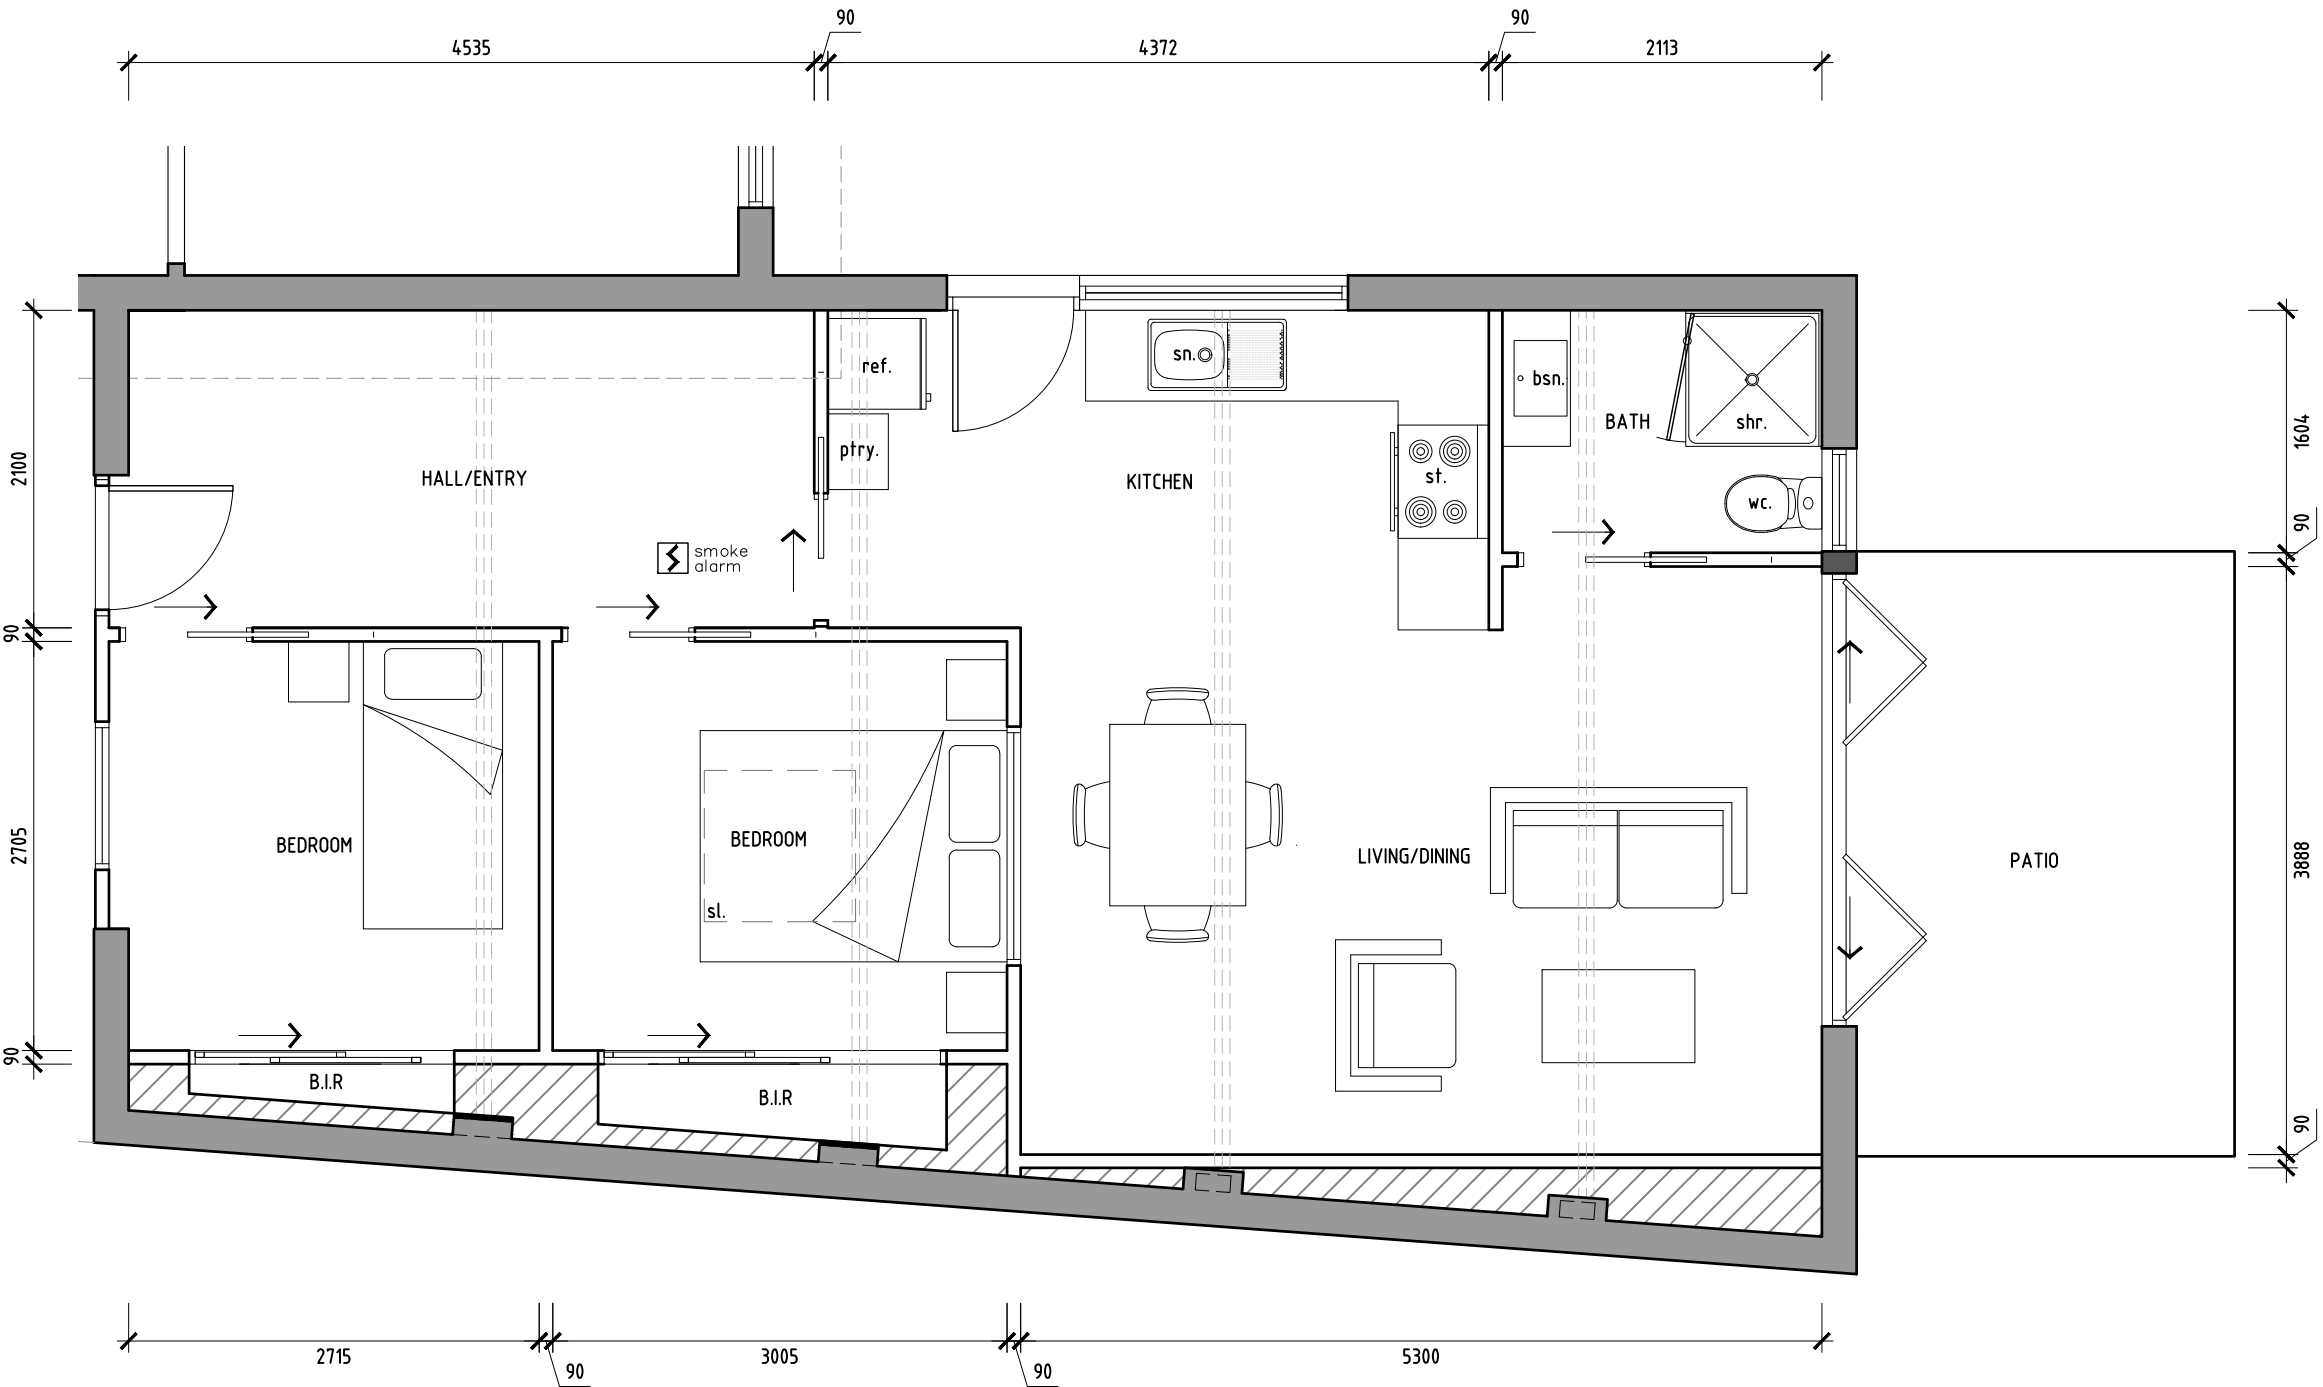 90
90
4535
4372
2113
ref.
sn.
bsn.
BATH
shr.
1604
ptry.
2100
HALL/ENTRY
KITCHEN
st.
wc.
90
smoke
alarm
90
2705
BEDROOM
BEDROOM
LIVING/DINING
PATIO
3888
sl.
90
B.I.R
B.I.R
90
2715
90
3005
90
5300